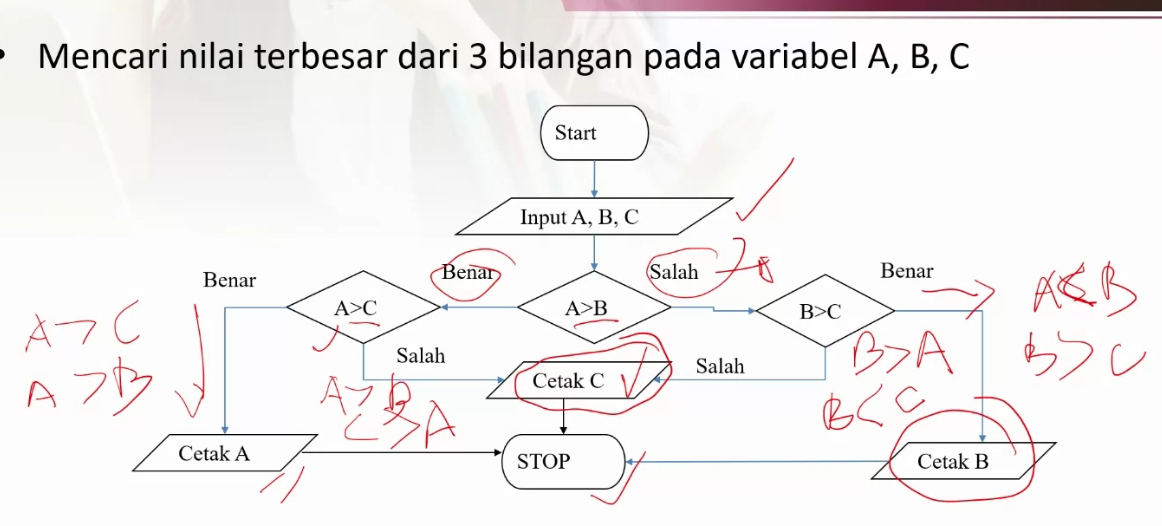 • Mencari nilai terbesar dari 3 bilangan pada variabel A, B, C
Start
Input A, B, C
Benar
Benar
Salah
Benar
A>C
A>B
B>C
Salah
Cetak C
Salah
Cetak A
STOP
Cetak B
A>C
A>B
A>B
C>A
B>A
B<C
B>C